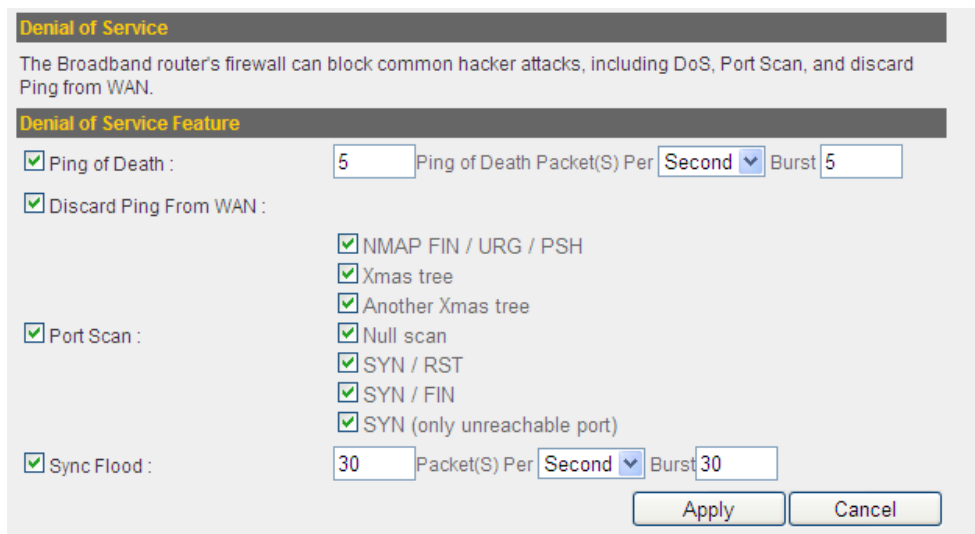 Denial of Service
The Broadband router's firewall can block common hacker attacks, including DoS, Port Scan, and discard
Ping from WAN.
Denial of Service Feature
Ping of Death : 5 Ping of Death Packet(S) Per Second Burst 5
Discard Ping From WAN :
NMAP FIN / URG / PSH
Xmas tree
Another Xmas tree
Port Scan : Null scan
SYN / RST
SYN / FIN
SYN (only unreachable port)
Sync Flood : 30 Packet(S) Per Second Burst 30
Apply Cancel